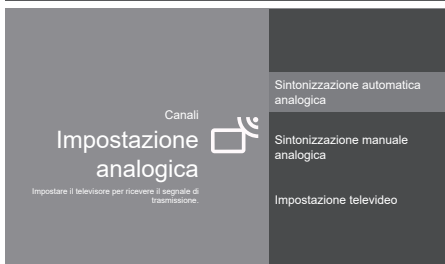 Canali
Impostazione
analogica
Impostare il televisore per ricevere il segnale di
trasmissione.
Sintonizzazione automatica
analogica
Sintonizzazione manuale
analogica
Impostazione televideo